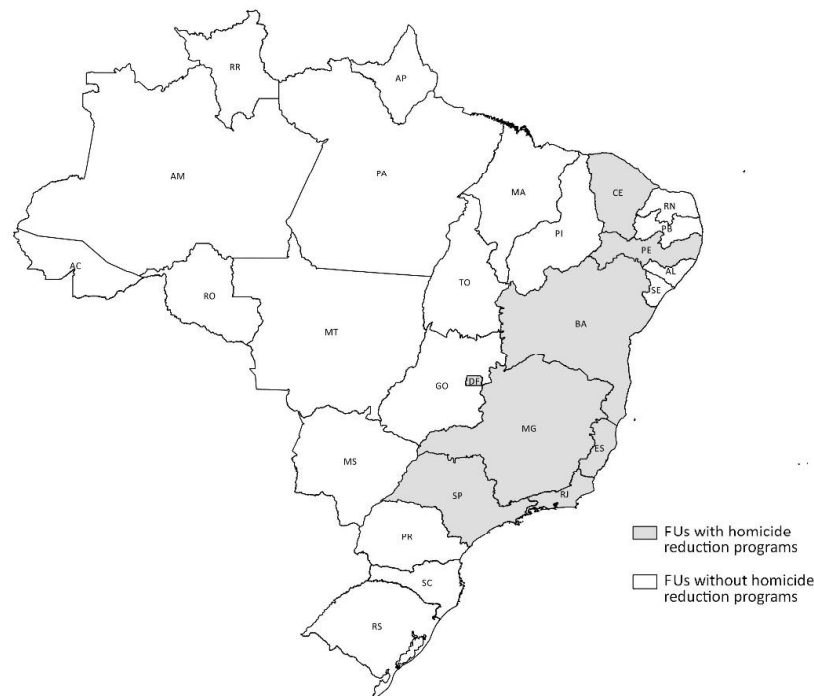 RR
AP
AM
PA
MA
CE
RN
PB
PI
PE
AL
SE
AC
RO
TO
BA
MT
GO
DF
MG
ES
MS
SP
RJ
PR
SC
RS
FUs with homicide
reduction programs
FUs without homicide
reduction programs